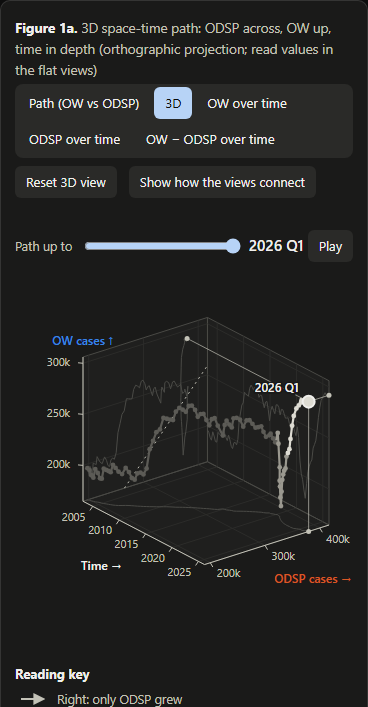 Figure 1a. 3D space-time path: ODSP across, OW up,
time in depth (orthographic projection; read values in
the flat views)
Path (OW vs ODSP) 3D OW over time
ODSP over time OW − ODSP over time
Reset 3D view Show how the views connect
Path up to 2026 Q1 Play
OW cases ↑
300k
2026 Q1
250k
200k
2005
2010
2015
2020
2025
Time →
200k
300k
400k
ODSP cases →
Reading key
Right: only ODSP grew